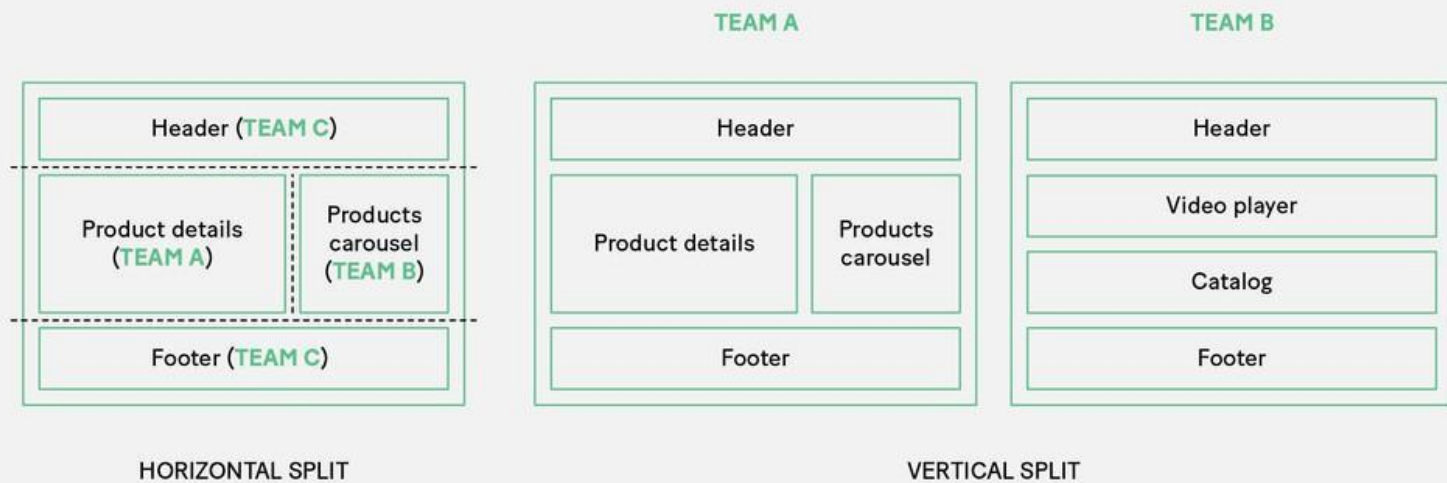 TEAM A
TEAM B
Header (TEAM C)
Product details
(TEAM A)
Products
carousel
(TEAM B)
Footer (TEAM C)
Header
Product details
Products
carousel
Footer
Header
Video player
Catalog
Footer
HORIZONTAL SPLIT
VERTICAL SPLIT